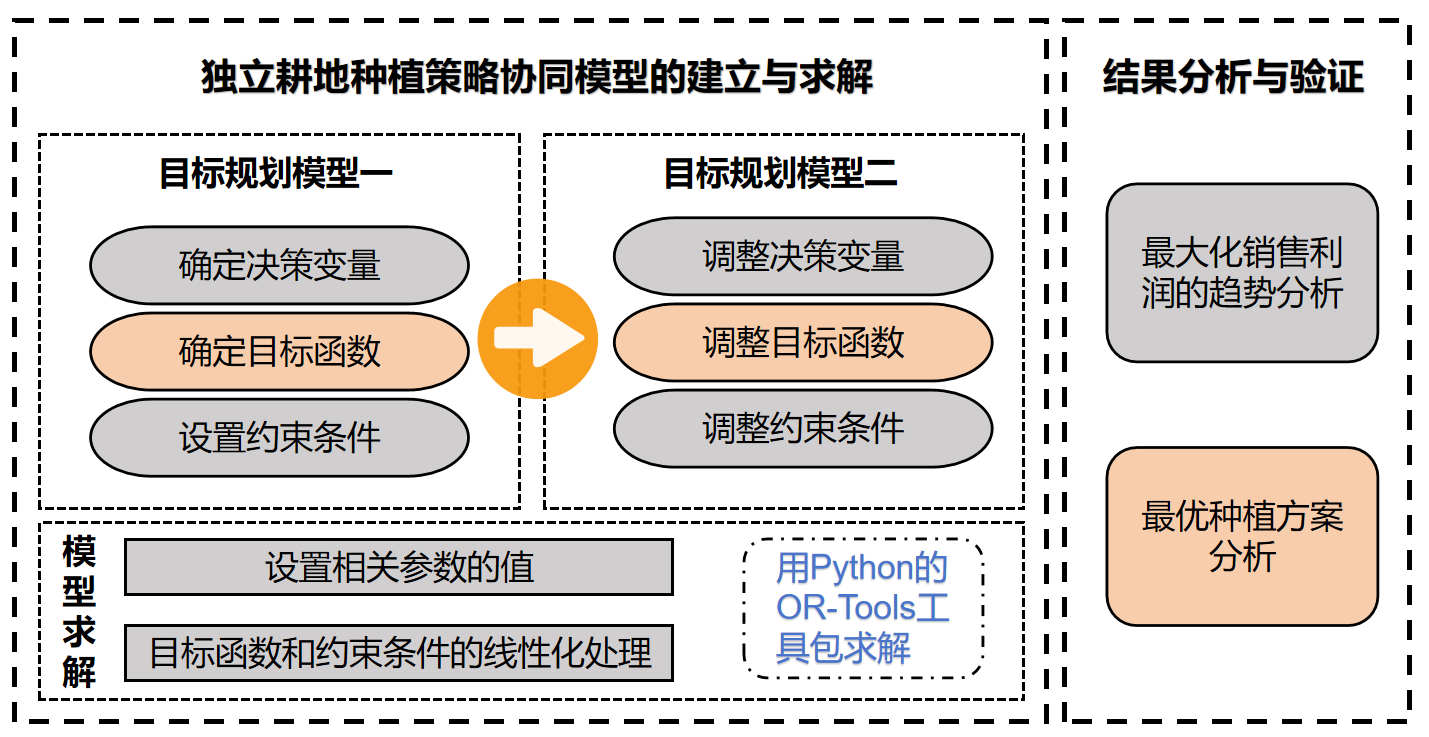 独立耕地种植策略协同模型的建立与求解
目标规划模型一
确定决策变量
确定目标函数
设置约束条件
目标规划模型二
调整决策变量
调整目标函数
调整约束条件
模
型
求
解
设置相关参数的值
目标函数和约束条件的线性化处理
用Python的
OR-Tools工
具包求解
结果分析与验证
最大化销售利
润的趋势分析
最优种植方案
分析